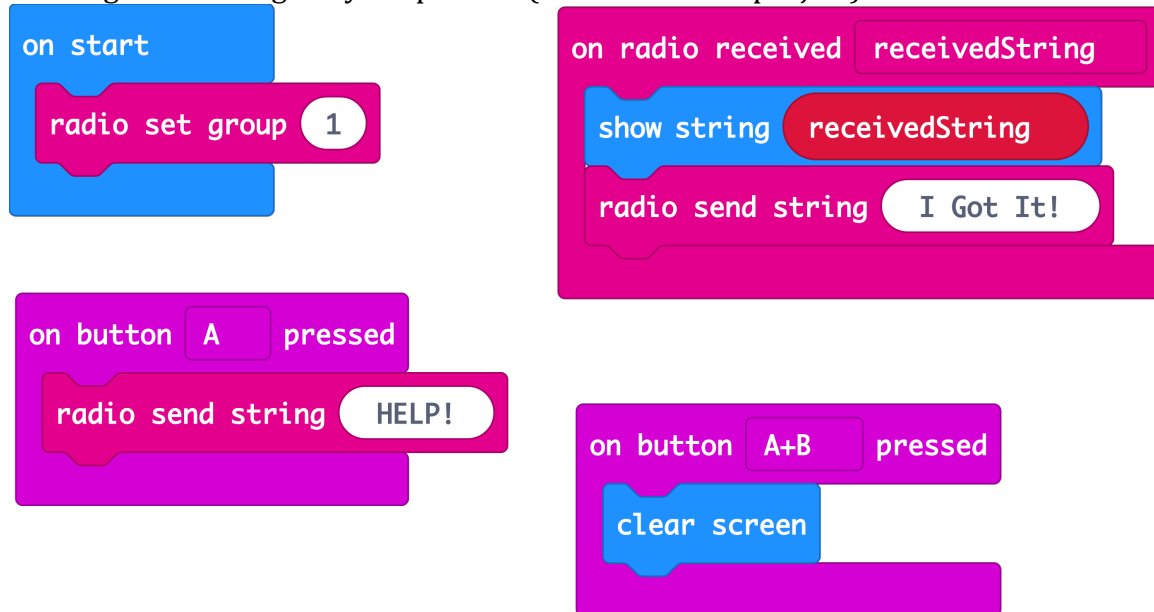 on start
radio set group 1
on radio received receivedString
show string receivedString
radio send string I Got It!
on button A pressed
radio send string HELP!
on button A+B pressed
clear screen